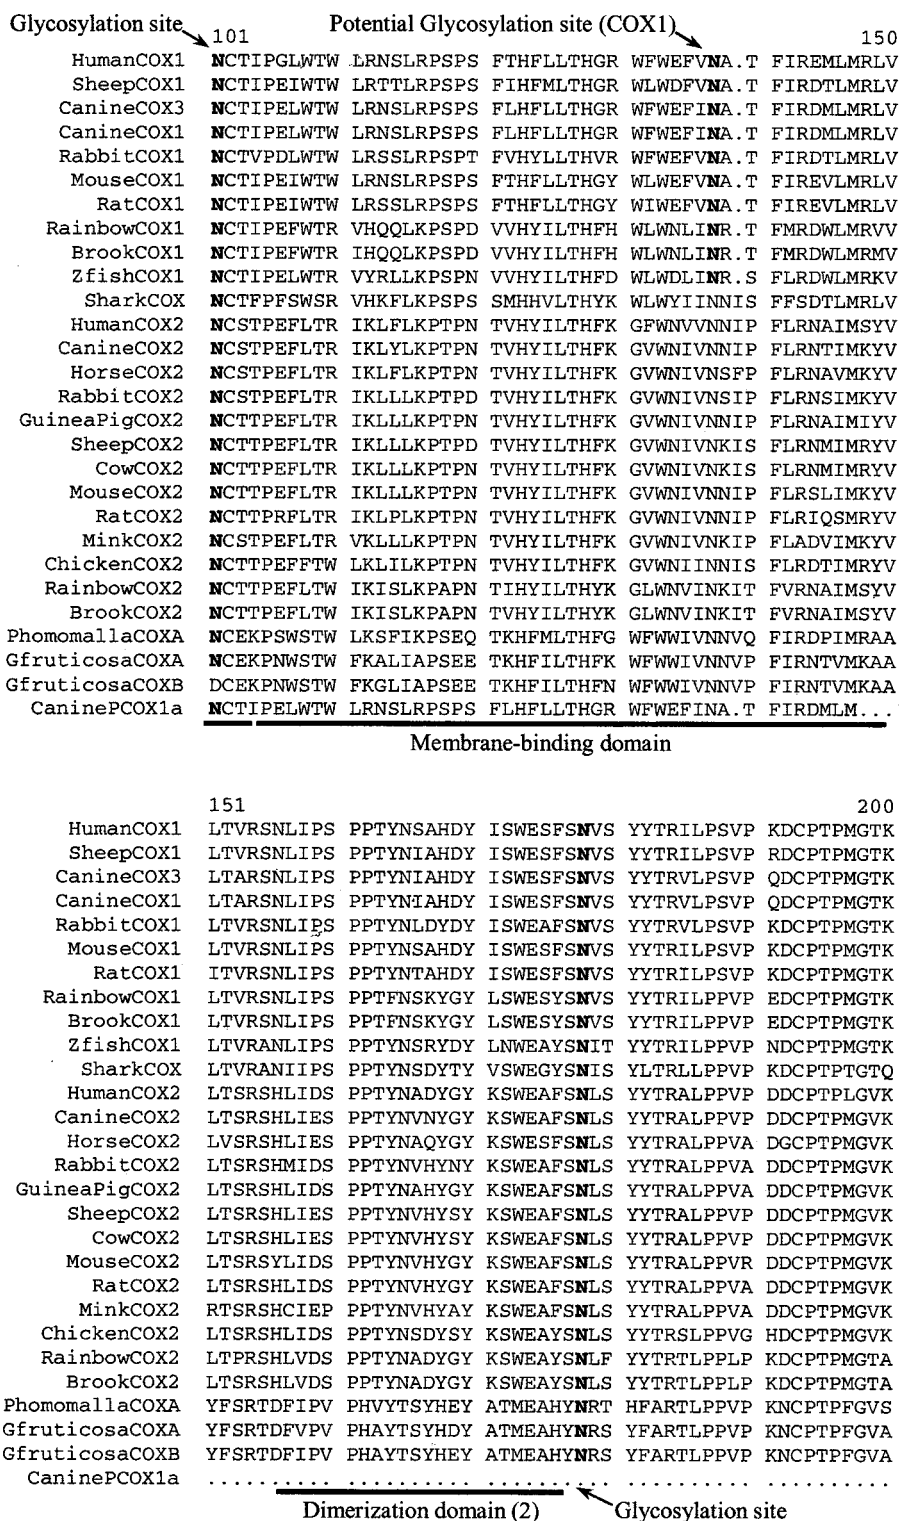 Glycosylation site
Potential Glycosylation site (COX1)
101 150
HumanCOX1 NCTIPGLWTW LRNSLRPSPS FTHFLLTHGR WFWEFVNA.T FIREMLMRLV
SheepCOX1 NCTIPEIWTW LRTTLRPSPS FIHFMLTHGR WLWDFVNA.T FIRDTLMRLV
CanineCOX3 NCTIPELWTW LRNSLRPSPS FLHFLLTHGR WFWEFINA.T FIRDMLMRLV
CanineCOX1 NCTIPELWTW LRNSLRPSPS FLHFLLTHGR WFWEFINA.T FIRDMLMRLV
RabbitCOX1 NCTVPDLWTW LRSSLRPSPT FVHYLLTHVR WFWEFVNA.T FIRDTLMRLV
MouseCOX1 NCTIPEIWTW LRNSLRPSPS FTHFLLTHGY WLWEFVNA.T FIREVLMRLV
RatCOX1 NCTIPEIWTW LRSSLRPSPS FTHFLLTHGY WIWEFVNA.T FIREVLMRLV
RainbowCOX1 NCTIPEFWTR VHQQLKPSPD VVHYILTHFH WLWNLINR.T FMRDWLMRVV
BrookCOX1 NCTIPEFWTR IHQQLKPSPD VVHYILTHFH WLWNLINR.T FMRDWLMRMV
ZfishCOX1 NCTIPELWTR VYRLLKPSPN VVHYILTHFD WLWDLINR.S FLRDWLMRKV
SharkCOX NCTFPFSWSR VHKFLKPSPS SMHHVLTHYK WLWYIINNIS FFSDTLMRLV
HumanCOX2 NCSTPEFLTR IKLFLKPTPN TVHYILTHFK GFWNVVNNIP FLRNAIMSYV
CanineCOX2 NCSTPEFLTR IKLYLKPTPN TVHYILTHFK GVWNIVNNIP FLRNTIMKYV
HorseCOX2 NCSTPEFLTR IKLFLKPTPN TVHYILTHFK GVWNIVNSFP FLRNAVMKYV
RabbitCOX2 NCSTPEFLTR IKLLLKPTPD TVHYILTHFK GVWNIVNSIP FLRNSIMKYV
GuineaPigCOX2 NCTTPEFLTR IKLLLKPTPN TVHYILTHFK GVWNIVNNIP FLRNAIMIYV
SheepCOX2 NCTTPEFLTR IKLLLKPTPD TVHYILTHFK GVWNIVNKIS FLRNMIMRYV
CowCOX2 NCTTPEFLTR IKLLLKPTPN TVHYILTHFK GVWNIVNKIS FLRNMIMRYV
MouseCOX2 NCTTPEFLTR IKLLLKPTPN TVHYILTHFK GVWNIVNNIP FLRSLIMKYV
RatCOX2 NCTTPRFLTR IKLPLKPTPN TVHYILTHFK GVWNIVNNIP FLRIQSMRYV
MinkCOX2 NCSTPEFLTR VKLLLKPTPN TVHYILTHFK GVWNIVNKIP FLADVIMKYV
ChickenCOX2 NCTTPEFFTW LKLILKPTPN TVHYILTHFK GVWNIINNIS FLRDTIMRYV
RainbowCOX2 NCTTPEFLTW IKISLKPAPN TIHYILTHYK GLWNVINKIT FVRNAIMSYV
BrookCOX2 NCTTPEFLTW IKISLKPAPN TVHYILTHYK GLWNVINKIT FVRNAIMSYV
PhomomallaCOXA NCEKPSWSTW LKSFIKPSEQ TKHFMLTHFG WFWWIVNNVQ FIRDPIMRAA
GfruticosaCOXA NCEKPNWSTW FKALIAPSEE TKHFILTHFK WFWWIVNNVP FIRNTVMKAA
GfruticosaCOXB DCEKPNWSTW FKGLIAPSEE TKHFILTHFN WFWWIVNNVP FIRNTVMKAA
CaninePCOX1a NCTIPELWTW LRNSLRPSPS FLHFLLTHGR WFWEFINA.T FIRDMLM...
Membrane-binding domain
151 200
HumanCOX1 LTVRSNLIPS PPTYNSAHDY ISWESFSNVS YYTRILPSVP KDCPTPMGTK
SheepCOX1 LTVRSNLIPS PPTYNIAHDY ISWESFSNVS YYTRILPSVP RDCPTPMGTK
CanineCOX3 LTARSNLIPS PPTYNIAHDY ISWESFSNVS YYTRVLPSVP QDCPTPMGTK
CanineCOX1 LTARSNLIPS PPTYNIAHDY ISWESFSNVS YYTRVLPSVP QDCPTPMGTK
RabbitCOX1 LTVRSNLIPS PPTYNLDYDY ISWEAFSNVS YYTRVLPSVP KDCPTPMGTK
MouseCOX1 LTVRSNLIPS PPTYNSAHDY ISWESFSNVS YYTRILPSVP KDCPTPMGTK
RatCOX1 ITVRSNLIPS PPTYNTAHDY ISWESFSNVS YYTRILPSVP KDCPTPMGTK
RainbowCOX1 LTVRSNLIPS PPTFNSKYGY LSWESYSNVS YYTRILPPVP EDCPTPMGTK
BrookCOX1 LTVRSNLIPS PPTFNSKYGY LSWESYSNVS YYTRILPPVP EDCPTPMGTK
ZfishCOX1 LTVRANLIPS PPTYNSRYDY LNWEAYSNIT YYTRILPPVP NDCPTPMGTK
SharkCOX LTVRANIIPS PPTYNSDYTY VSWEGYSNIS YLTRLLPPVP KDCPTPTGTQ
HumanCOX2 LTSRSHLIDS PPTYNADYGY KSWEAFSNLS YYTRALPPVP DDCPTPLGVK
CanineCOX2 LTSRSHLIES PPTYNVNYGY KSWEAFSNLS YYTRALPPVP DDCPTPMGVK
HorseCOX2 LVSRSHLIES PPTYNAQYGY KSWESFSNLS YYTRALPPVA DGCPTPMGVK
RabbitCOX2 LTSRSHMIDS PPTYNVHYNY KSWEAFSNLS YYTRALPPVA DDCPTPMGVK
GuineaPigCOX2 LTSRSHLIDS PPTYNAHYGY KSWEAFSNLS YYTRALPPVA DDCPTPMGVK
SheepCOX2 LTSRSHLIES PPTYNVHYSY KSWEAFSNLS YYTRALPPVP DDCPTPMGVK
CowCOX2 LTSRSHLIES PPTYNVHYSY KSWEAFSNLS YYTRALPPVP DDCPTPMGVK
MouseCOX2 LTSRSYLIDS PPTYNVHYGY KSWEAFSNLS YYTRALPPVR DDCPTPMGVK
RatCOX2 LTSRSHLIDS PPTYNVHYGY KSWEAFSNLS YYTRALPPVA DDCPTPMGVK
MinkCOX2 RTSRSHCIEP PPTYNVHYAY KSWEAFSNLS YYTRALPPVA DDCPTPMGVK
ChickenCOX2 LTSRSHLIDS PPTYNSDYSY KSWEAYSNLS YYTRSLPPVG HDCPTPMGVK
RainbowCOX2 LTPRSHLVDS PPTYNADYGY KSWEAYSNLF YYTRTLPPLP KDCPTPMGTA
BrookCOX2 LTSRSHLVDS PPTYNADYGY KSWEAYSNLS YYTRTLPPLP KDCPTPMGTA
PhomomallaCOXA YFSRTDFIPV PHVYTSYHEY ATMEAHYNRT HFARTLPPVP KNCPTPFGVS
GfruticosaCOXA YFSRTDFVPV PHAYTSYHDY ATMEAHYNRS YFARTLPPVP KNCPTPFGVA
GfruticosaCOXB YFSRTDFIPV PHAYTSYHEY ATMEAHYNRS YFARTLPPVP KNCPTPFGVA
CaninePCOX1a .......... .......... .......... .......... ..........
Dimerization domain (2)
Glycosylation site